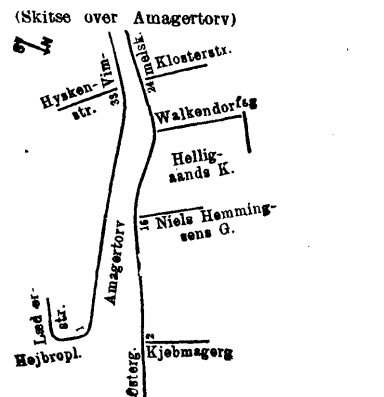 (Skitse over Amagertorv)
Vim-
melsk.
Klosterstr.
24
Hysken-
str.
33
Walkendorfsg
Hellig-
aands K.
16
Niels Hemming-
sens G.
Amagertorv
Læder-
str.
1
Højbropl.
2
Kjøbmagerg
Østerg.